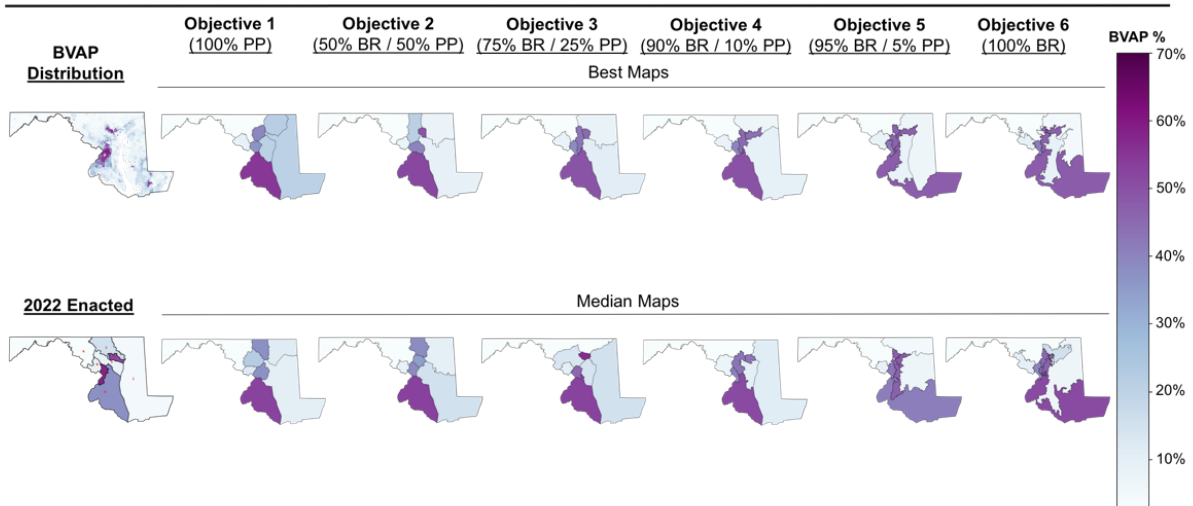 Objective 1 Objective 2 Objective 3 Objective 4 Objective 5 Objective 6
(100% PP) (50% BR / 50% PP) (75% BR / 25% PP) (90% BR / 10% PP) (95% BR / 5% PP) (100% BR)
BVAP
Distribution
BVAP %
Best Maps
70%
60%
50%
40%
2022 Enacted
Median Maps
30%
20%
10%